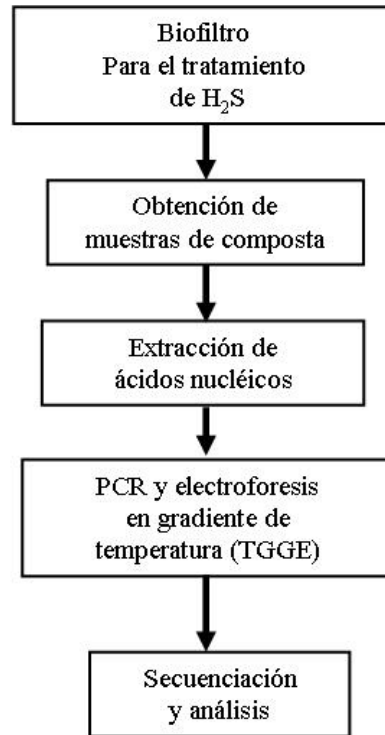 Biofiltro
Para el tratamiento
de H₂S
Obtención de
muestras de composta
Extracción de
ácidos nucléicos
PCR y electroforesis
en gradiente de
temperatura (TGGE)
Secuenciación
y análisis